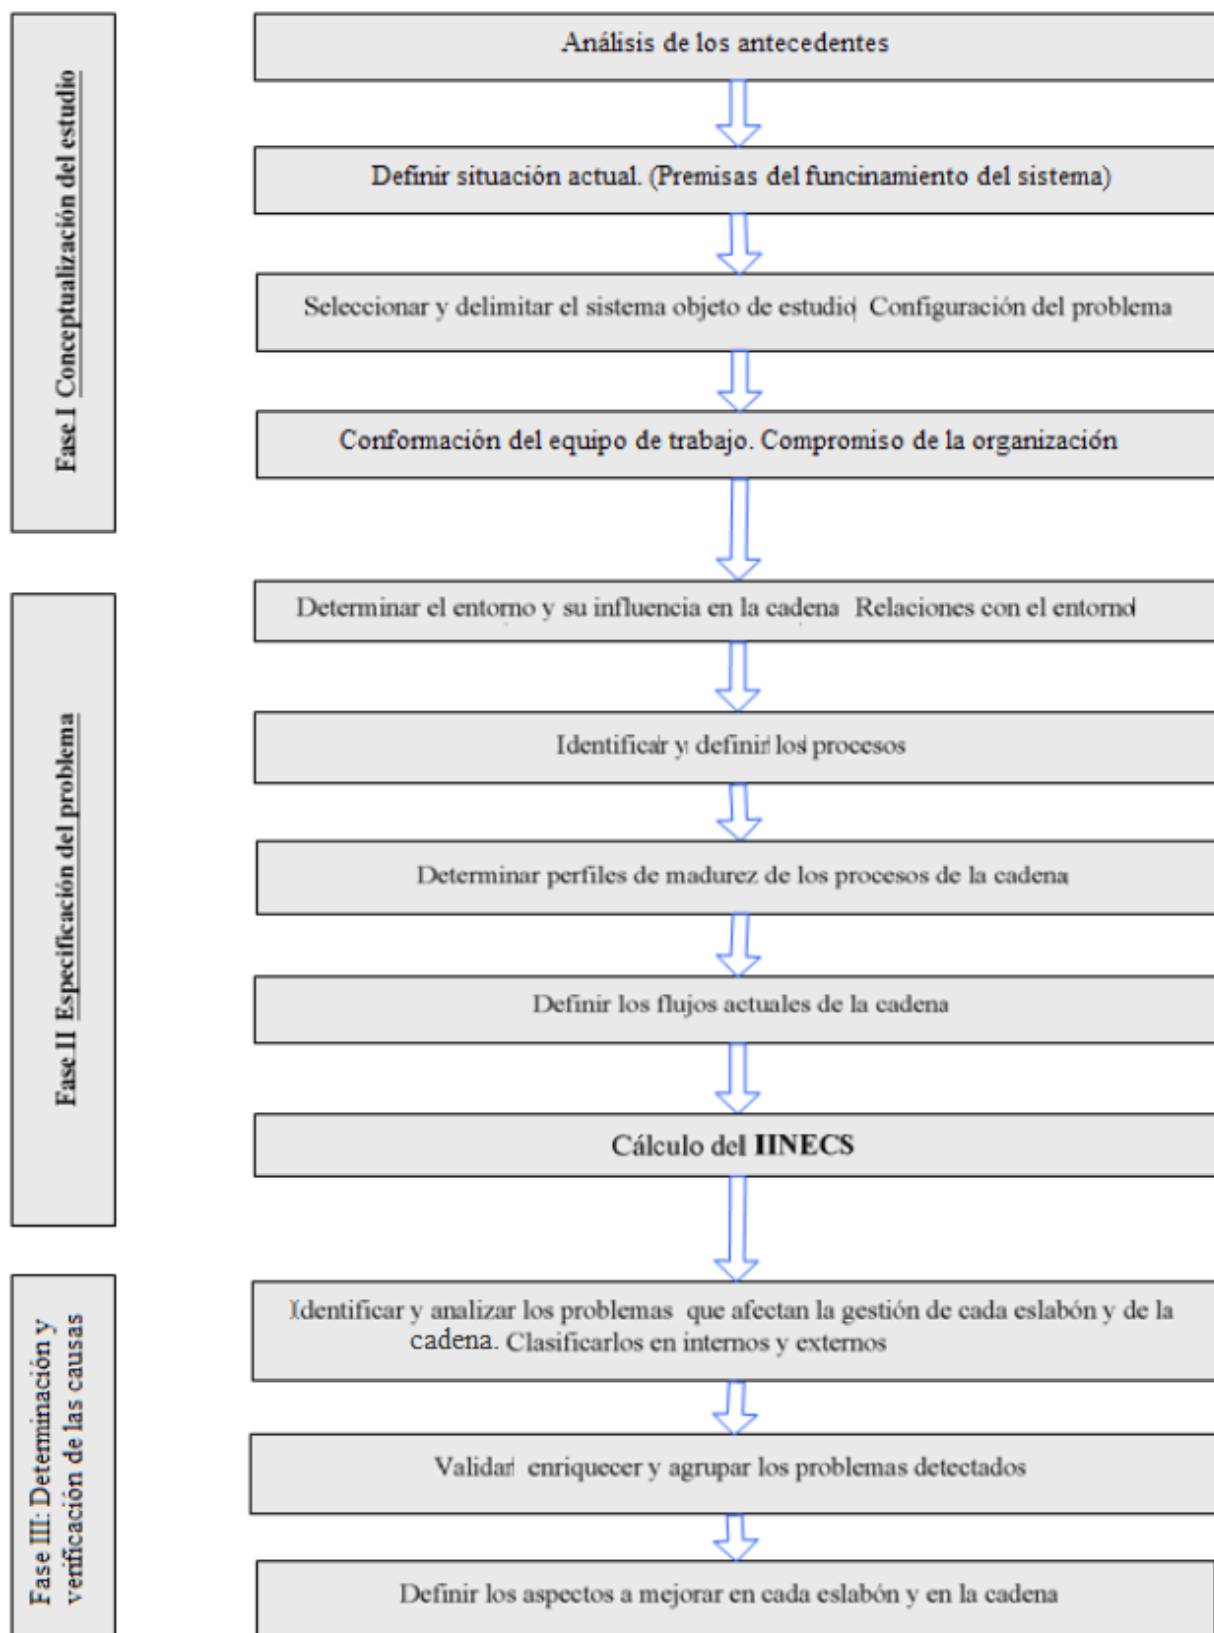 Fase.I Conceptualización del estudio
Análisis de los antecedentes
Definir situación actual. (Premisas del funcinamiento del sistema)
Seleccionar y delimitar el sistema objeto de estudio Configuración del problema
Conformación del equipo de trabajo. Compromiso de la organización
Fase II Especificación del problema
Determinar el entorno y su influencia en la cadena Relaciones con el entorno
Identificar y definir los procesos
Determinar perfiles de madurez de los procesos de la cadena
Definir los flujos actuales de la cadena
Cálculo del IINECS
Fase III: Determinación y
verificación de las causas
Identificar y analizar los problemas que afectan la gestión de cada eslabón y de la
cadena. Clasificarlos en internos y externos
Validar enriquecer y agrupar los problemas detectados
Definir los aspectos a mejorar en cada eslabón y en la cadena